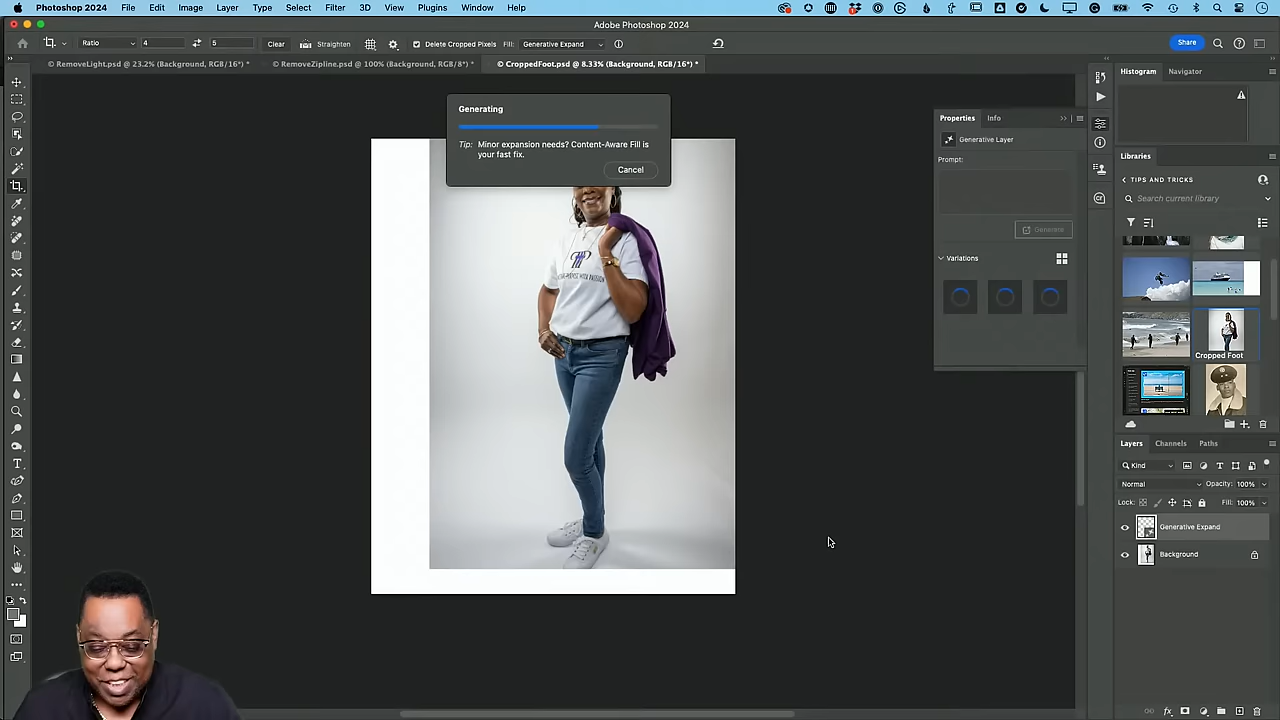 Photoshop 2024 File Edit Image Layer Type Select Filter 3D View Plugins Window Help
Adobe Photoshop 2024
Ratio 4 5 Clear Straighten Delete Cropped Pixels Fill: Generative Expand Share
© RemoveLight.psd @ 23.2% (Background, RGB/16*) * © RemoveZipline.psd @ 100% (Background, RGB/8*) * © CroppedFoot.psd @ 8.33% (Background, RGB/16*) *
Histogram Navigator
Generating
Tip: Minor expansion needs? Content-Aware Fill is
your fast fix.
Cancel
Properties Info
Generative Layer
Prompt:
Generate
Variations
Libraries
TIPS AND TRICKS
Search current library
Cropped Foot
Layers Channels Paths
Kind
Normal Opacity: 100%
Lock: Fill: 100%
Generative Expand
Background